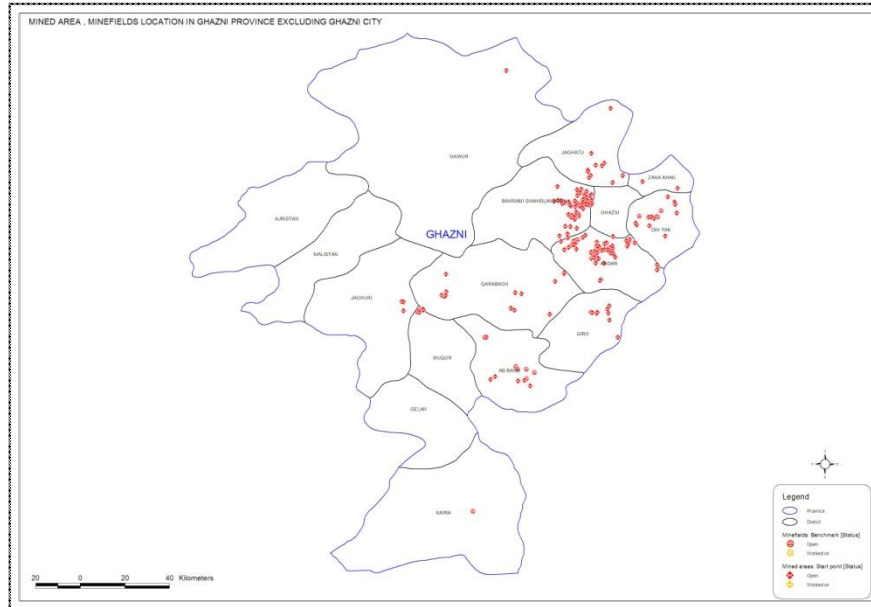 MINED AREA , MINEFIELDS LOCATION IN GHAZNI PROVINCE EXCLUDING GHAZNI CITY
NAWUR
JAGHATU
ZANA KHAN
BAHRAMI SHAHID(JAGHATU)
GHAZNI
DIH YAK
AJRISTAN
GHAZNI
MALISTAN
ANDAR
QARABAGH
JAGHURI
GIRO
MUQUR
AB BAND
GELAN
NAWA
20 0 20 40 Kilometers
Legend
Province
District
Minefields: Benchmark [Status]
Open
Worked on
Mined areas: Start point [Status]
Open
Worked on